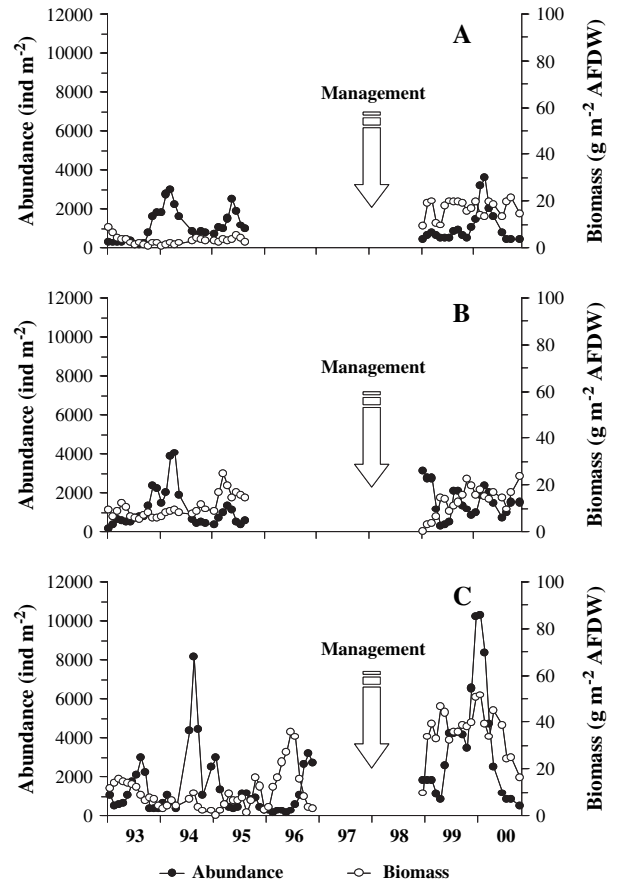 12000
10000
8000
6000
4000
2000
0
Abundance (ind m-2)
A
Management
100
80
60
40
20
0
Biomass (g m-2 AFDW)
12000
10000
8000
6000
4000
2000
0
Abundance (ind m-2)
B
Management
100
80
60
40
20
0
Biomass (g m-2 AFDW)
12000
10000
8000
6000
4000
2000
0
Abundance (ind m-2)
C
Management
100
80
60
40
20
0
Biomass (g m-2 AFDW)
93 94 95 96 97 98 99 00
Abundance Biomass